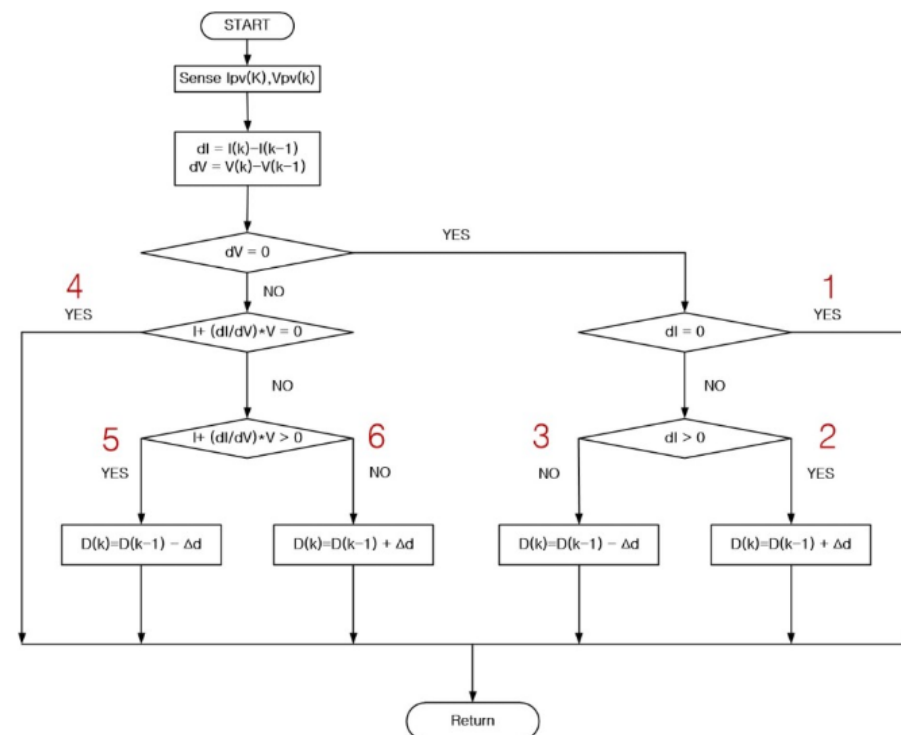 START
Sense Ipv(K),Vpv(k)
dI = I(k)-I(k-1)
dV = V(k)-V(k-1)
dV = 0
YES
NO
4
YES
I+ (dI/dV)*V = 0
dI = 0
1
YES
NO
NO
5
YES
I+ (dI/dV)*V > 0
6
NO
3
NO
dI > 0
2
YES
D(k)=D(k-1) - Δd
D(k)=D(k-1) + Δd
D(k)=D(k-1) - Δd
D(k)=D(k-1) + Δd
Return